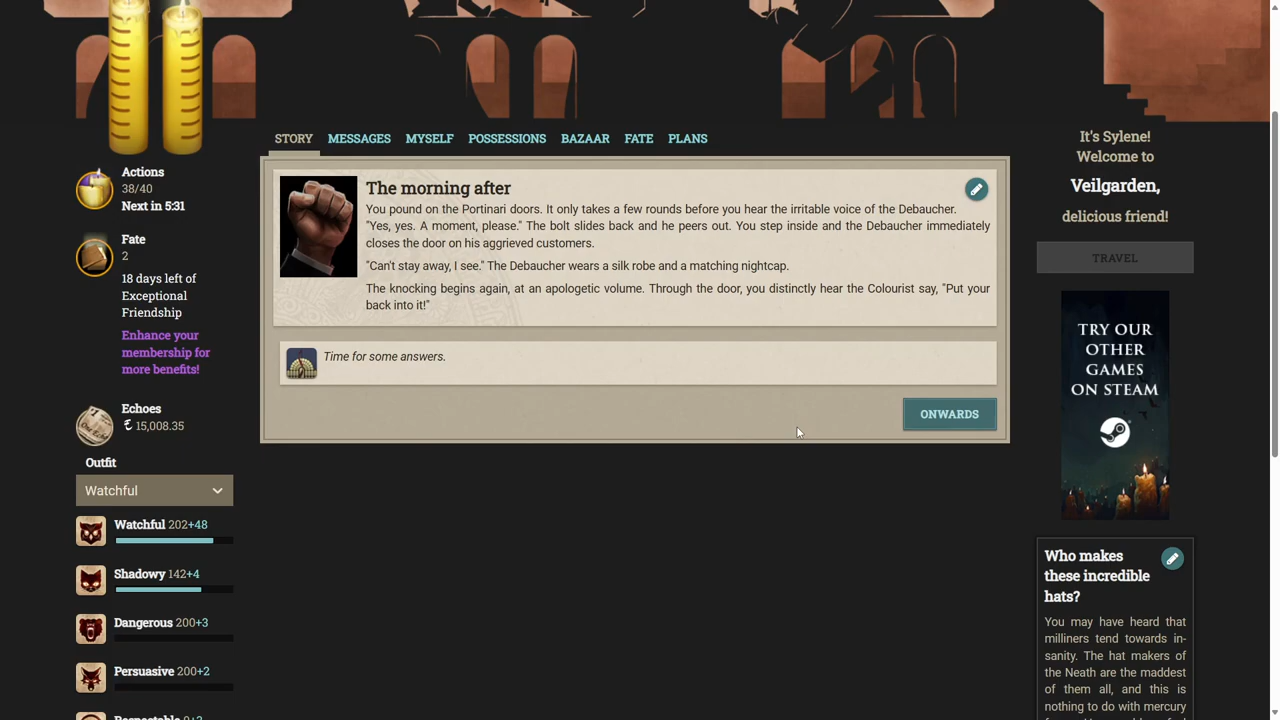 STORY MESSAGES MYSELF POSSESSIONS BAZAAR FATE PLANS
Actions
38/40
Next in 5:31
Fate
2
18 days left of
Exceptional
Friendship
Enhance your
membership for
more benefits!
Echoes
15,008.35
Outfit
Watchful
Watchful 202+48
Shadowy 142+4
Dangerous 200+3
Persuasive 200+2
The morning after
You pound on the Portinari doors. It only takes a few rounds before you hear the irritable voice of the Debaucher.
"Yes, yes. A moment, please." The bolt slides back and he peers out. You step inside and the Debaucher immediately
closes the door on his aggrieved customers.
"Can't stay away, I see." The Debaucher wears a silk robe and a matching nightcap.
The knocking begins again, at an apologetic volume. Through the door, you distinctly hear the Colourist say, "Put your
back into it!"
Time for some answers.
ONWARDS
It's Sylene!
Welcome to
Veilgarden,
delicious friend!
TRAVEL
TRY OUR
OTHER
GAMES
ON STEAM
Who makes
these incredible
hats?
You may have heard that
milliners tend towards in-
sanity. The hat makers of
the Neath are the maddest
of them all, and this is
nothing to do with mercury